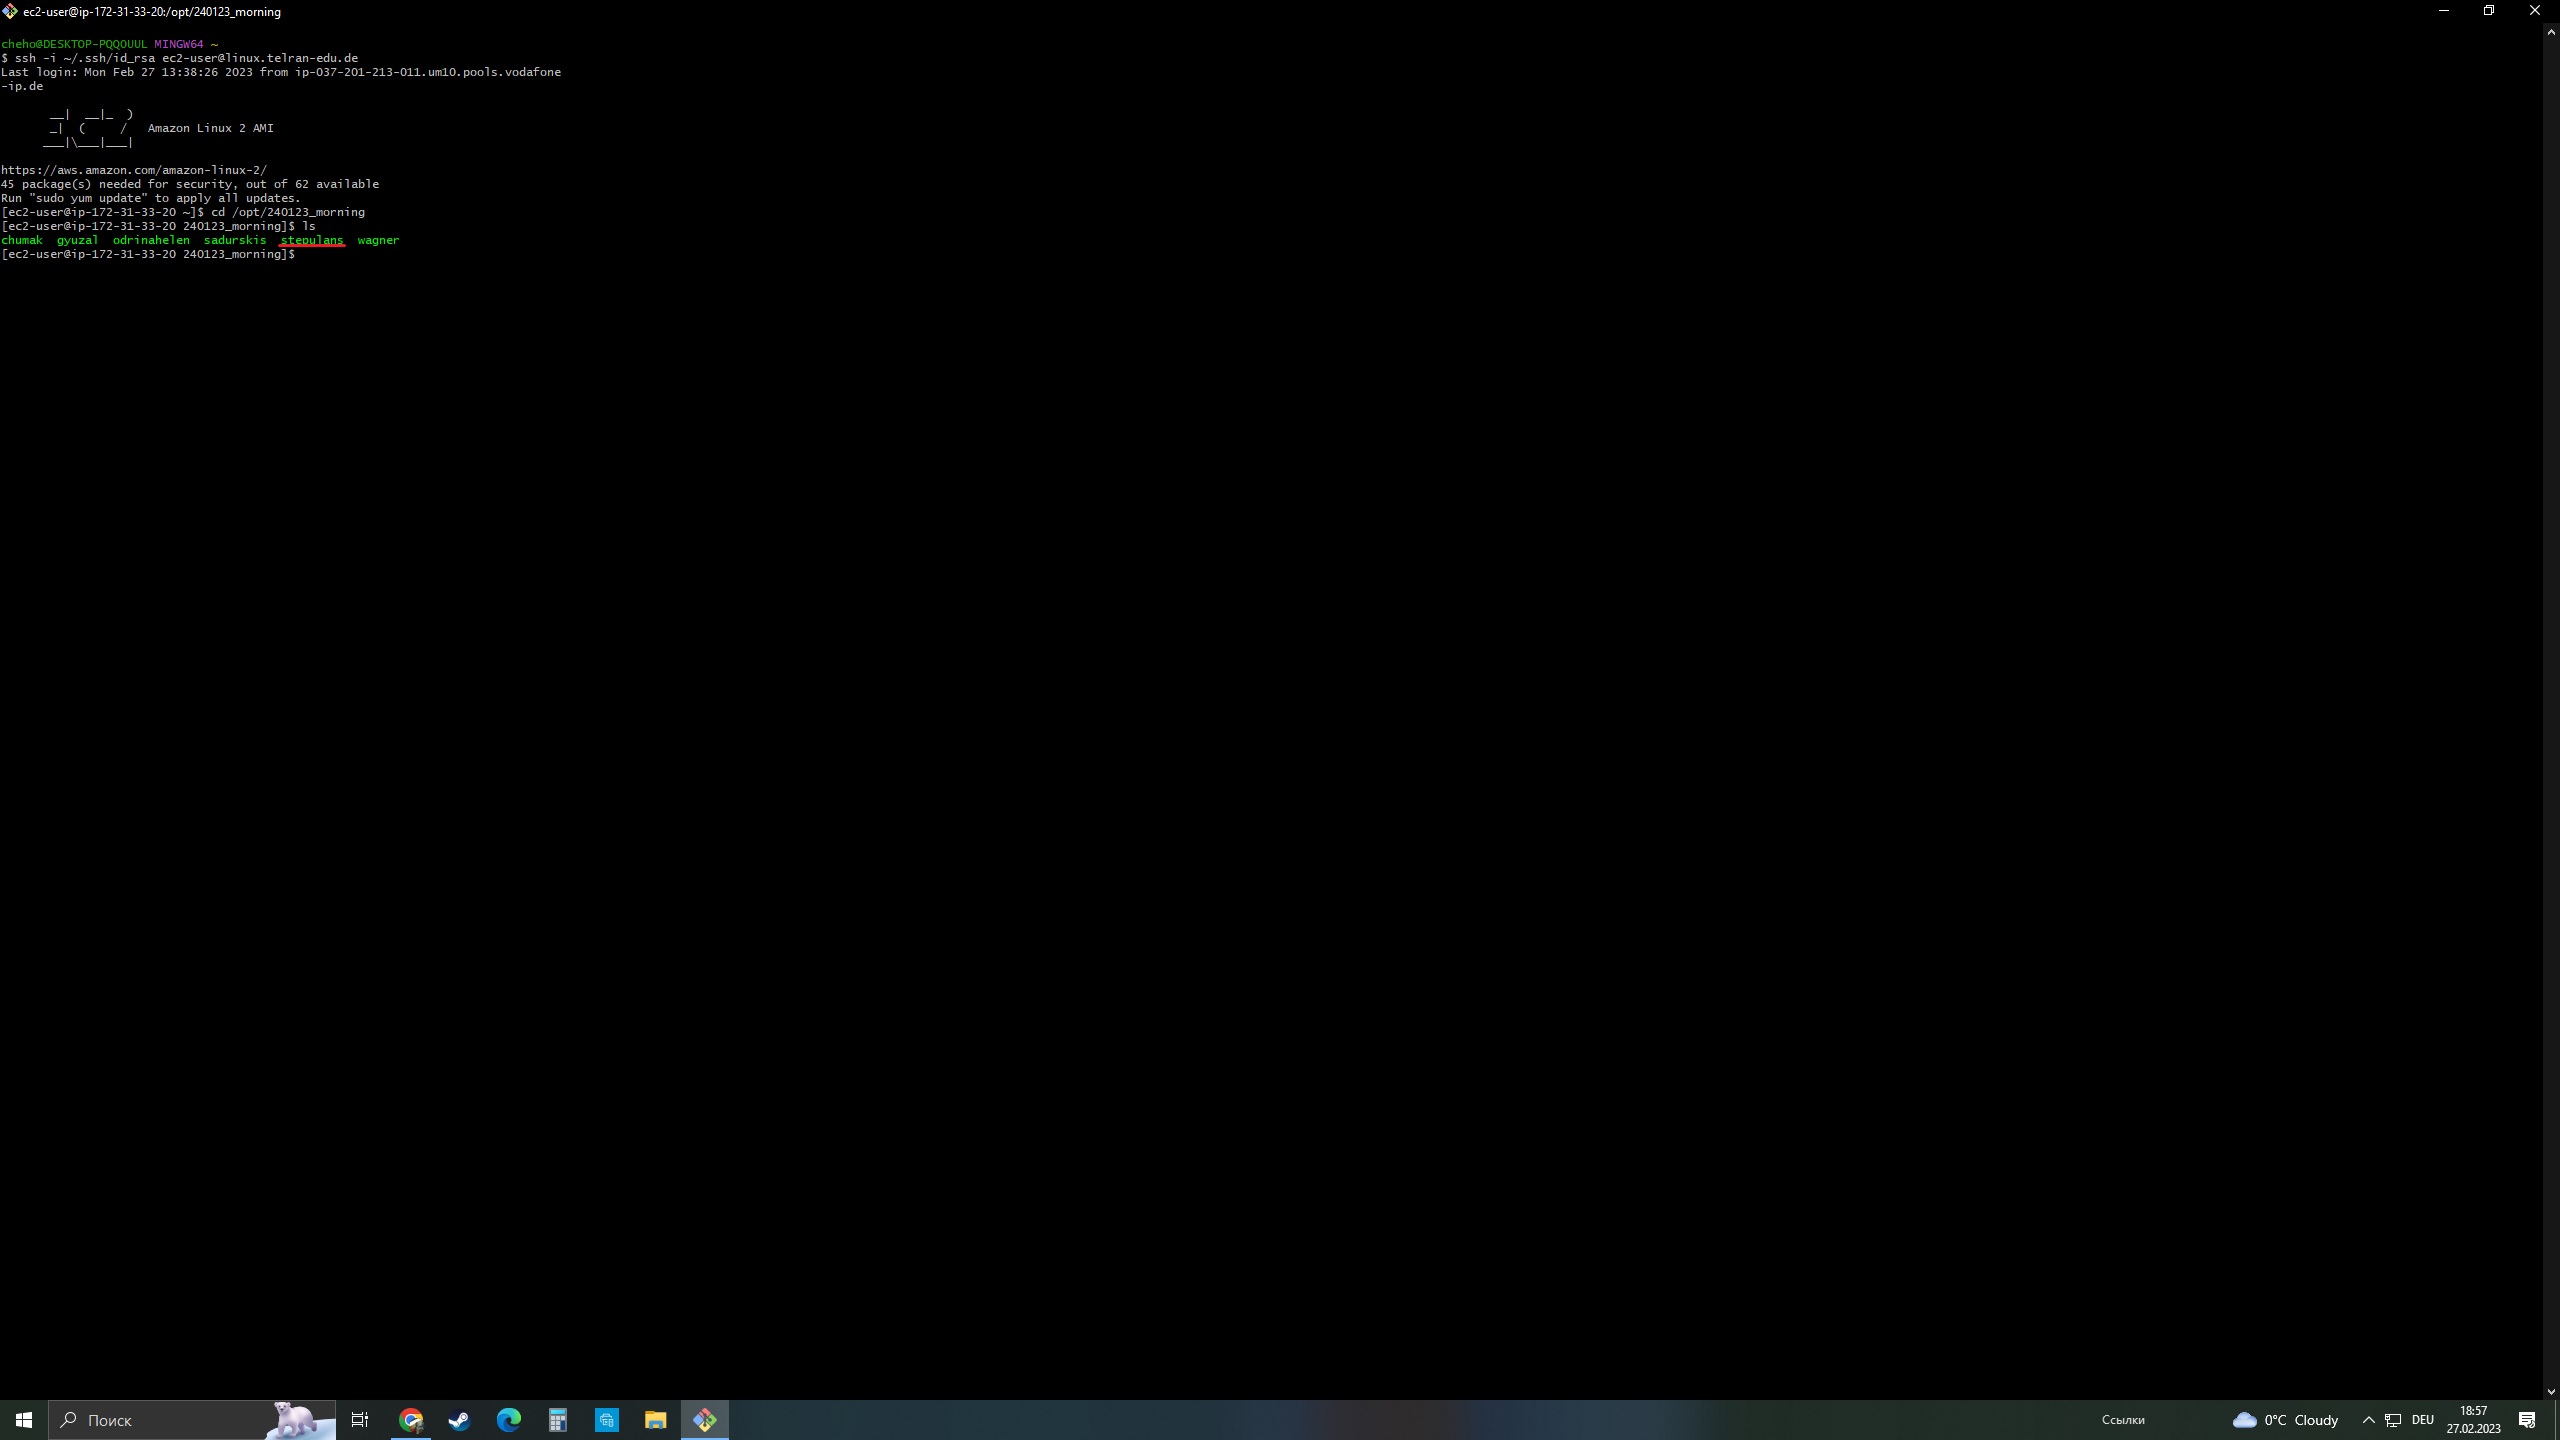 ec2-user@ip-172-31-33-20:/opt/240123_morning
cheho@DESKTOP-PQQOUUL MINGW64 ~
$ ssh -i ~/.ssh/id_rsa ec2-user@linux.telran-edu.de
Last login: Mon Feb 27 13:38:26 2023 from ip-037-201-213-011.um10.pools.vodafone
-ip.de
__|  __|_  )
_|  (     /   Amazon Linux 2 AMI
___|\___|___|
https://aws.amazon.com/amazon-linux-2/
45 package(s) needed for security, out of 62 available
Run "sudo yum update" to apply all updates.
[ec2-user@ip-172-31-33-20 ~]$ cd /opt/240123_morning
[ec2-user@ip-172-31-33-20 240123_morning]$ ls
chumak  gyuzal  odrinahelen  sadurskis  stepulans  wagner
[ec2-user@ip-172-31-33-20 240123_morning]$
Поиск
Ссылки
0°C Cloudy
DEU
18:57
27.02.2023